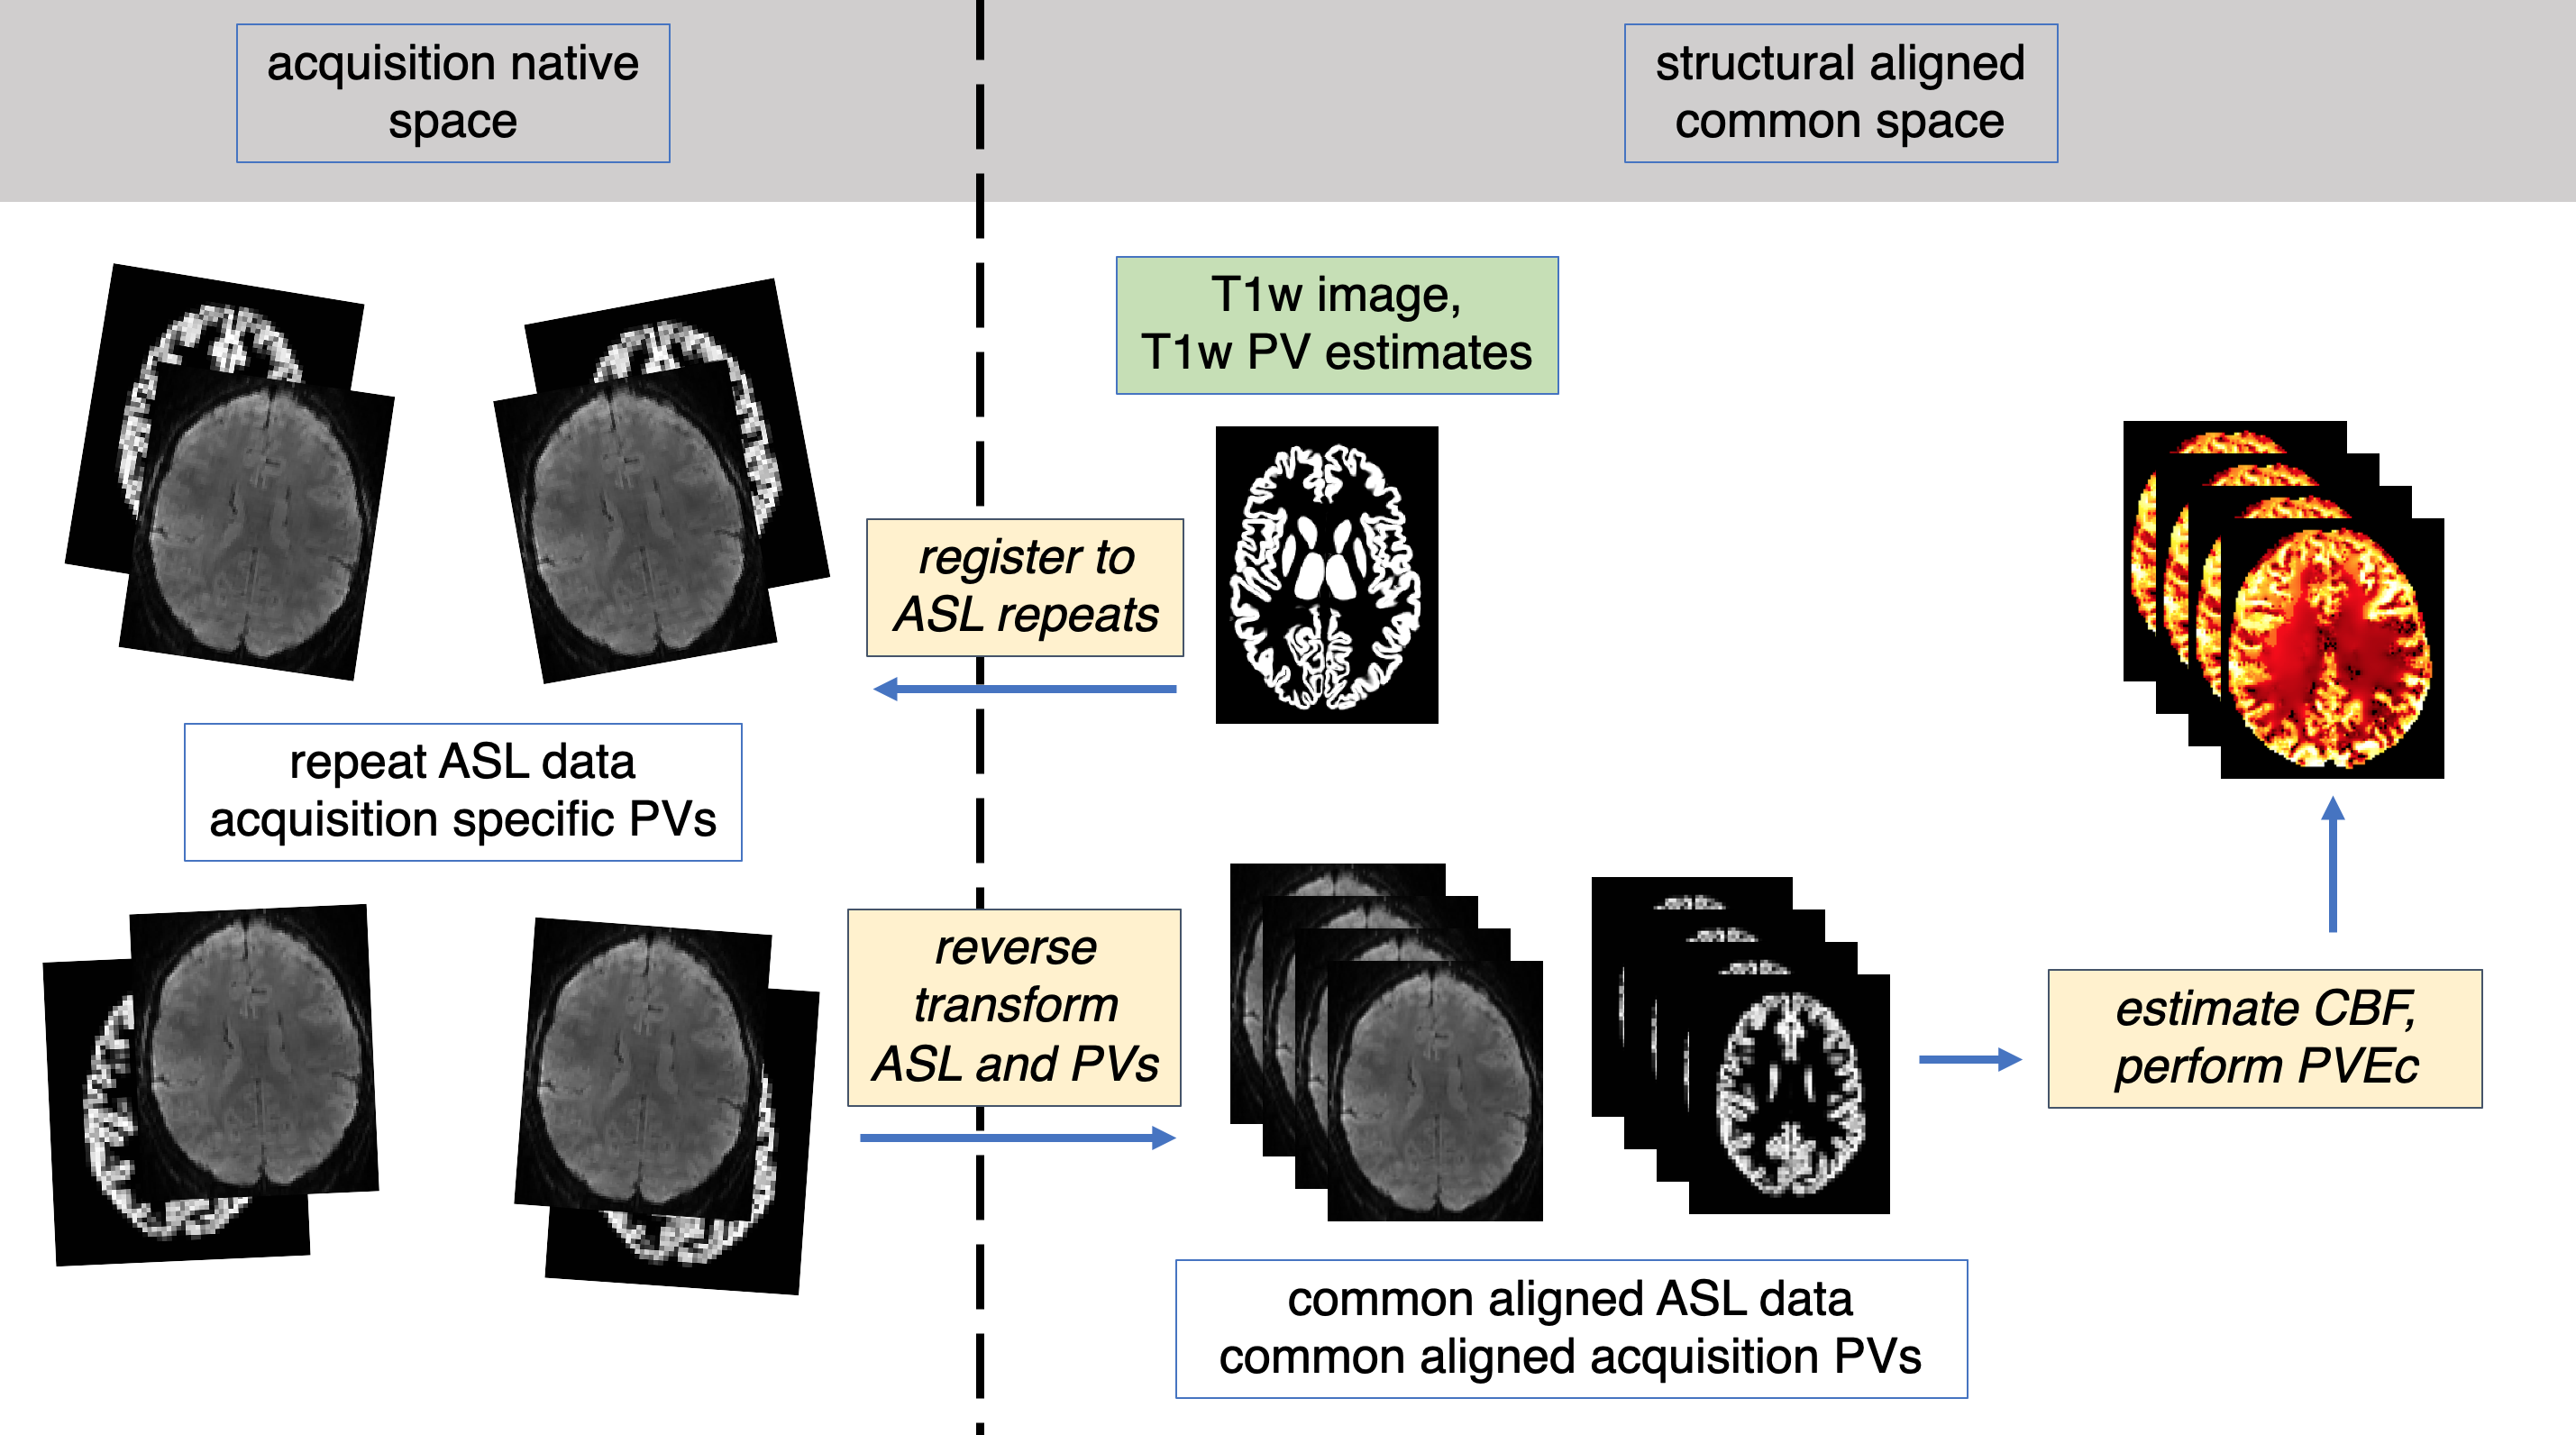 acquisition native
space
structural aligned
common space
T1w image,
T1w PV estimates
register to
ASL repeats
repeat ASL data
acquisition specific PVs
reverse
transform
ASL and PVs
estimate CBF,
perform PVEc
common aligned ASL data
common aligned acquisition PVs